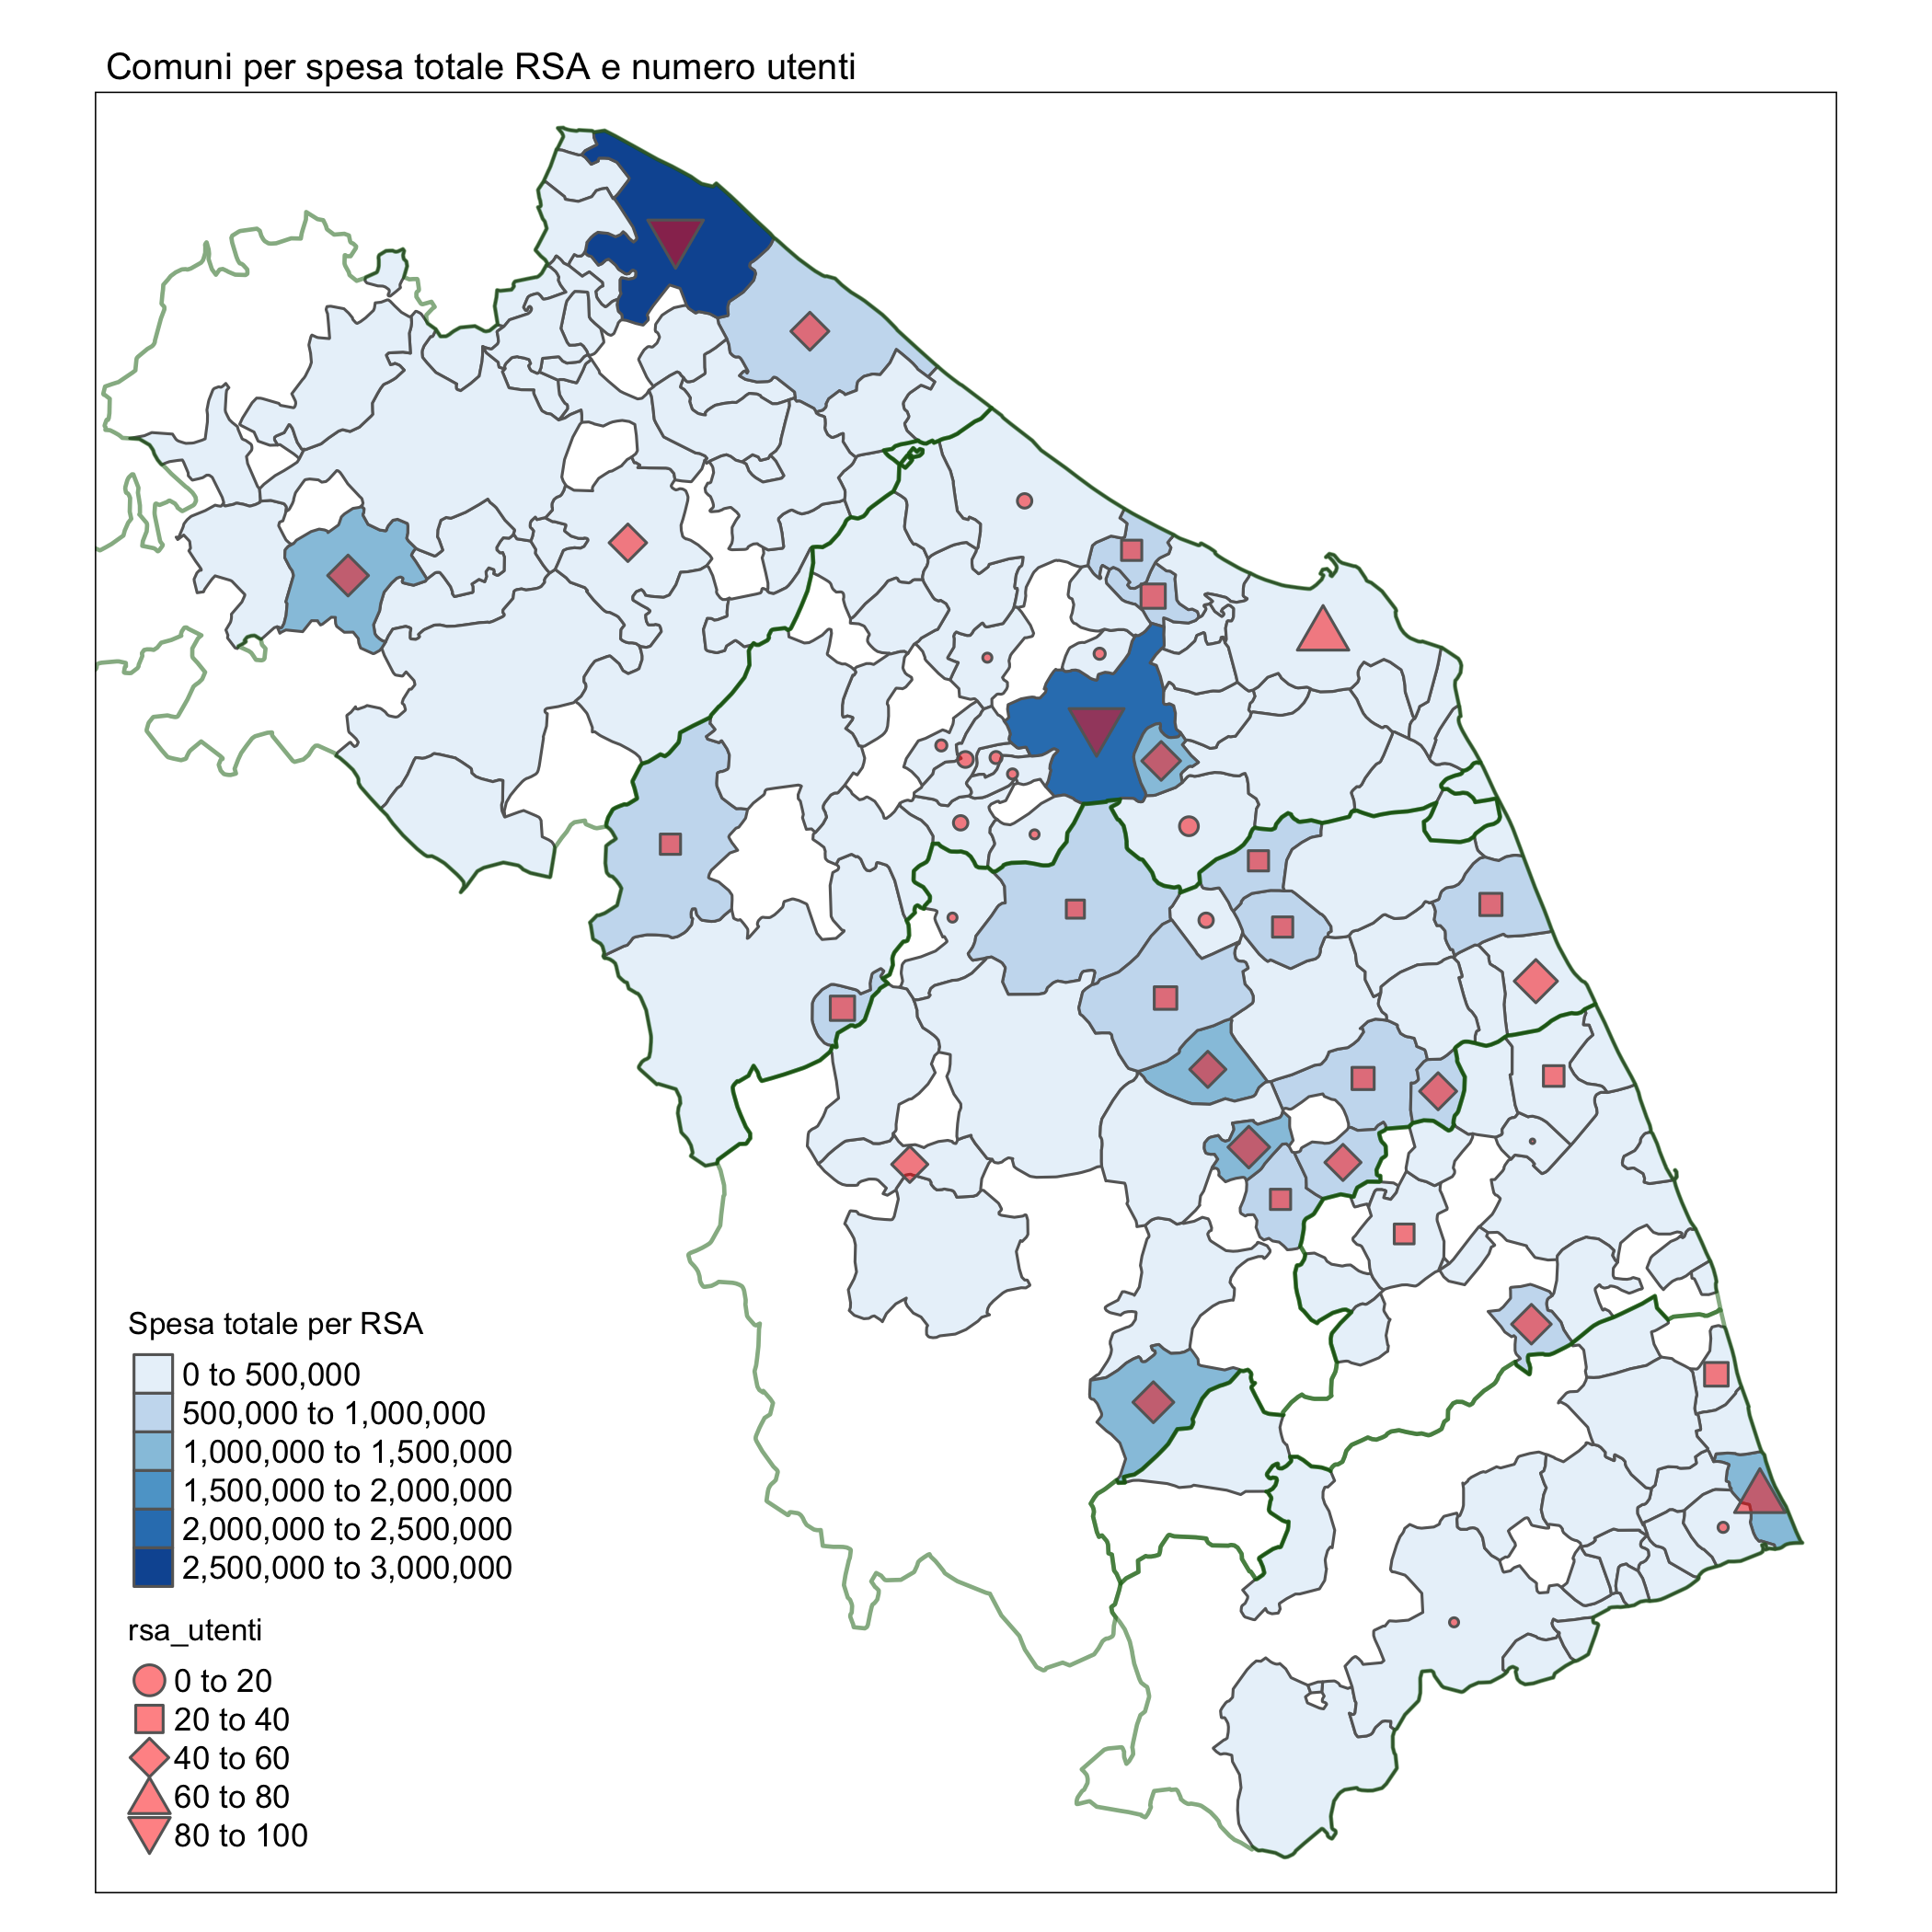 Comuni per spesa totale RSA e numero utenti
Spesa totale per RSA
0 to 500,000
500,000 to 1,000,000
1,000,000 to 1,500,000
1,500,000 to 2,000,000
2,000,000 to 2,500,000
2,500,000 to 3,000,000
rsa_utenti
0 to 20
20 to 40
40 to 60
60 to 80
80 to 100